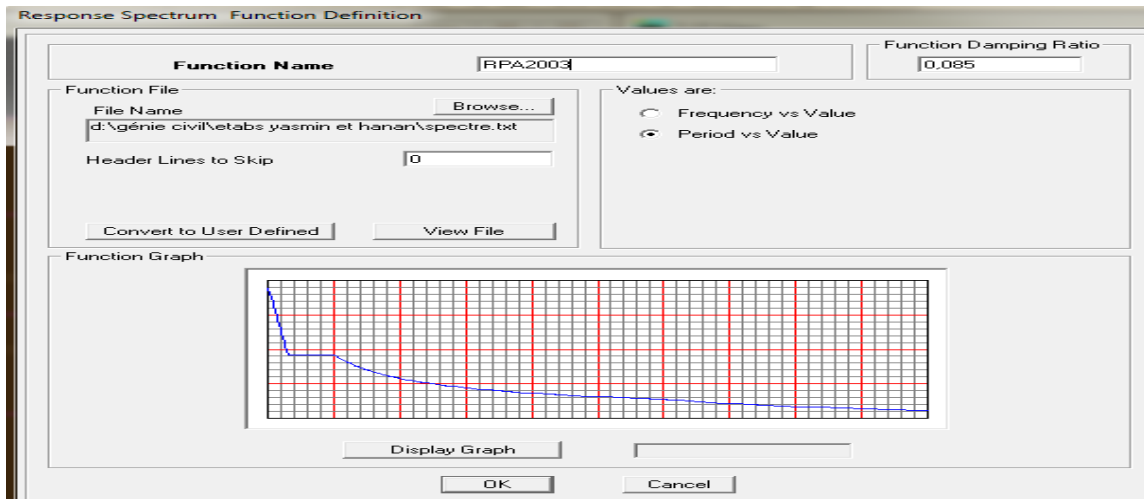 Response Spectrum Function Definition
Function Name
RPA2003
Function Damping Ratio
0,085
Function File
File Name
Browse...
d:\génie civil\etabs yasmin et hanan\spectre.txt
Header Lines to Skip
0
Convert to User Defined
View File
Values are:
Frequency vs Value
Period vs Value
Function Graph
Display Graph
OK
Cancel